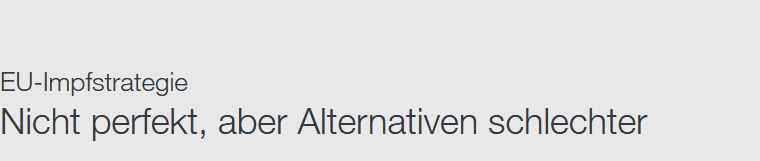 EU-Impfstrategie
Nicht perfekt, aber Alternativen schlechter